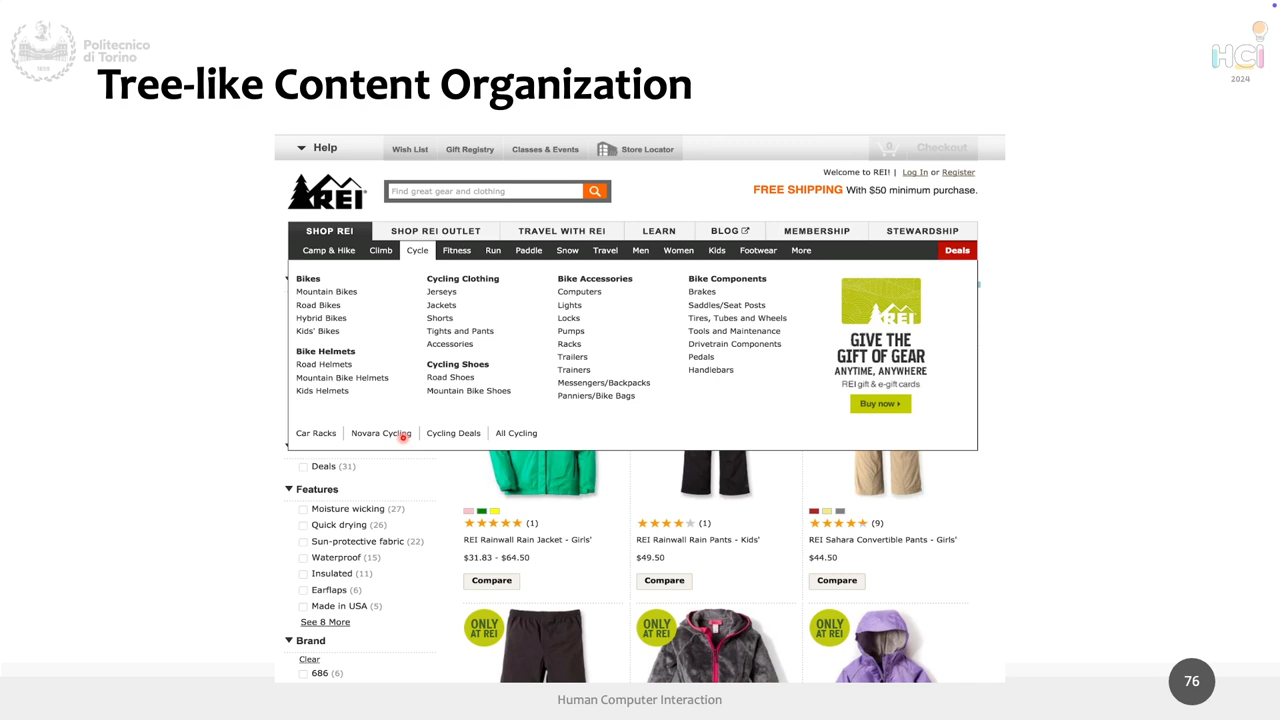 Politecnico
di Torino
1859
HCI
2024
Tree-like Content Organization
Help
Wish List
Gift Registry
Classes & Events
Store Locator
0
Checkout
REI
Find great gear and clothing
Welcome to REI! | Log In or Register
FREE SHIPPING With $50 minimum purchase.
SHOP REI
SHOP REI OUTLET
TRAVEL WITH REI
LEARN
BLOG
MEMBERSHIP
STEWARDSHIP
Camp & Hike
Climb
Cycle
Fitness
Run
Paddle
Snow
Travel
Men
Women
Kids
Footwear
More
Deals
Bikes
Mountain Bikes
Road Bikes
Hybrid Bikes
Kids' Bikes
Bike Helmets
Road Helmets
Mountain Bike Helmets
Kids Helmets
Cycling Clothing
Jerseys
Jackets
Shorts
Tights and Pants
Accessories
Cycling Shoes
Road Shoes
Mountain Bike Shoes
Bike Accessories
Computers
Lights
Locks
Pumps
Racks
Trailers
Trainers
Messengers/Backpacks
Panniers/Bike Bags
Bike Components
Brakes
Saddles/Seat Posts
Tires, Tubes and Wheels
Tools and Maintenance
Drivetrain Components
Pedals
Handlebars
REI
GIVE THE
GIFT OF GEAR
ANYTIME, ANYWHERE
REI gift & e-gift cards
Buy now
Car Racks
Novara Cycling
Cycling Deals
All Cycling
Deals (31)
Features
Moisture wicking (27)
Quick drying (26)
Sun-protective fabric (22)
Waterproof (15)
Insulated (11)
Earflaps (6)
Made in USA (5)
See 8 More
Brand
Clear
686 (6)
(1)
REI Rainwall Rain Jacket - Girls'
$31.83 - $64.50
Compare
(1)
REI Rainwall Rain Pants - Kids'
$49.50
Compare
(9)
REI Sahara Convertible Pants - Girls'
$44.50
Compare
ONLY
AT REI
ONLY
AT REI
ONLY
AT REI
Human Computer Interaction
76